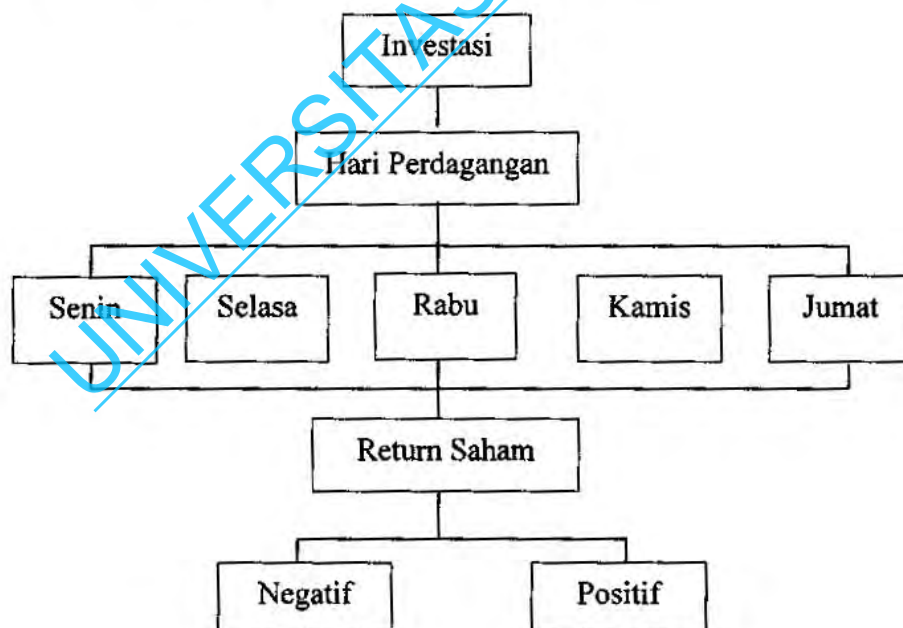 Investasi
Hari Perdagangan
Senin
Selasa
Rabu
Kamis
Jumat
Return Saham
Negatif
Positif
UNIVERSITAS